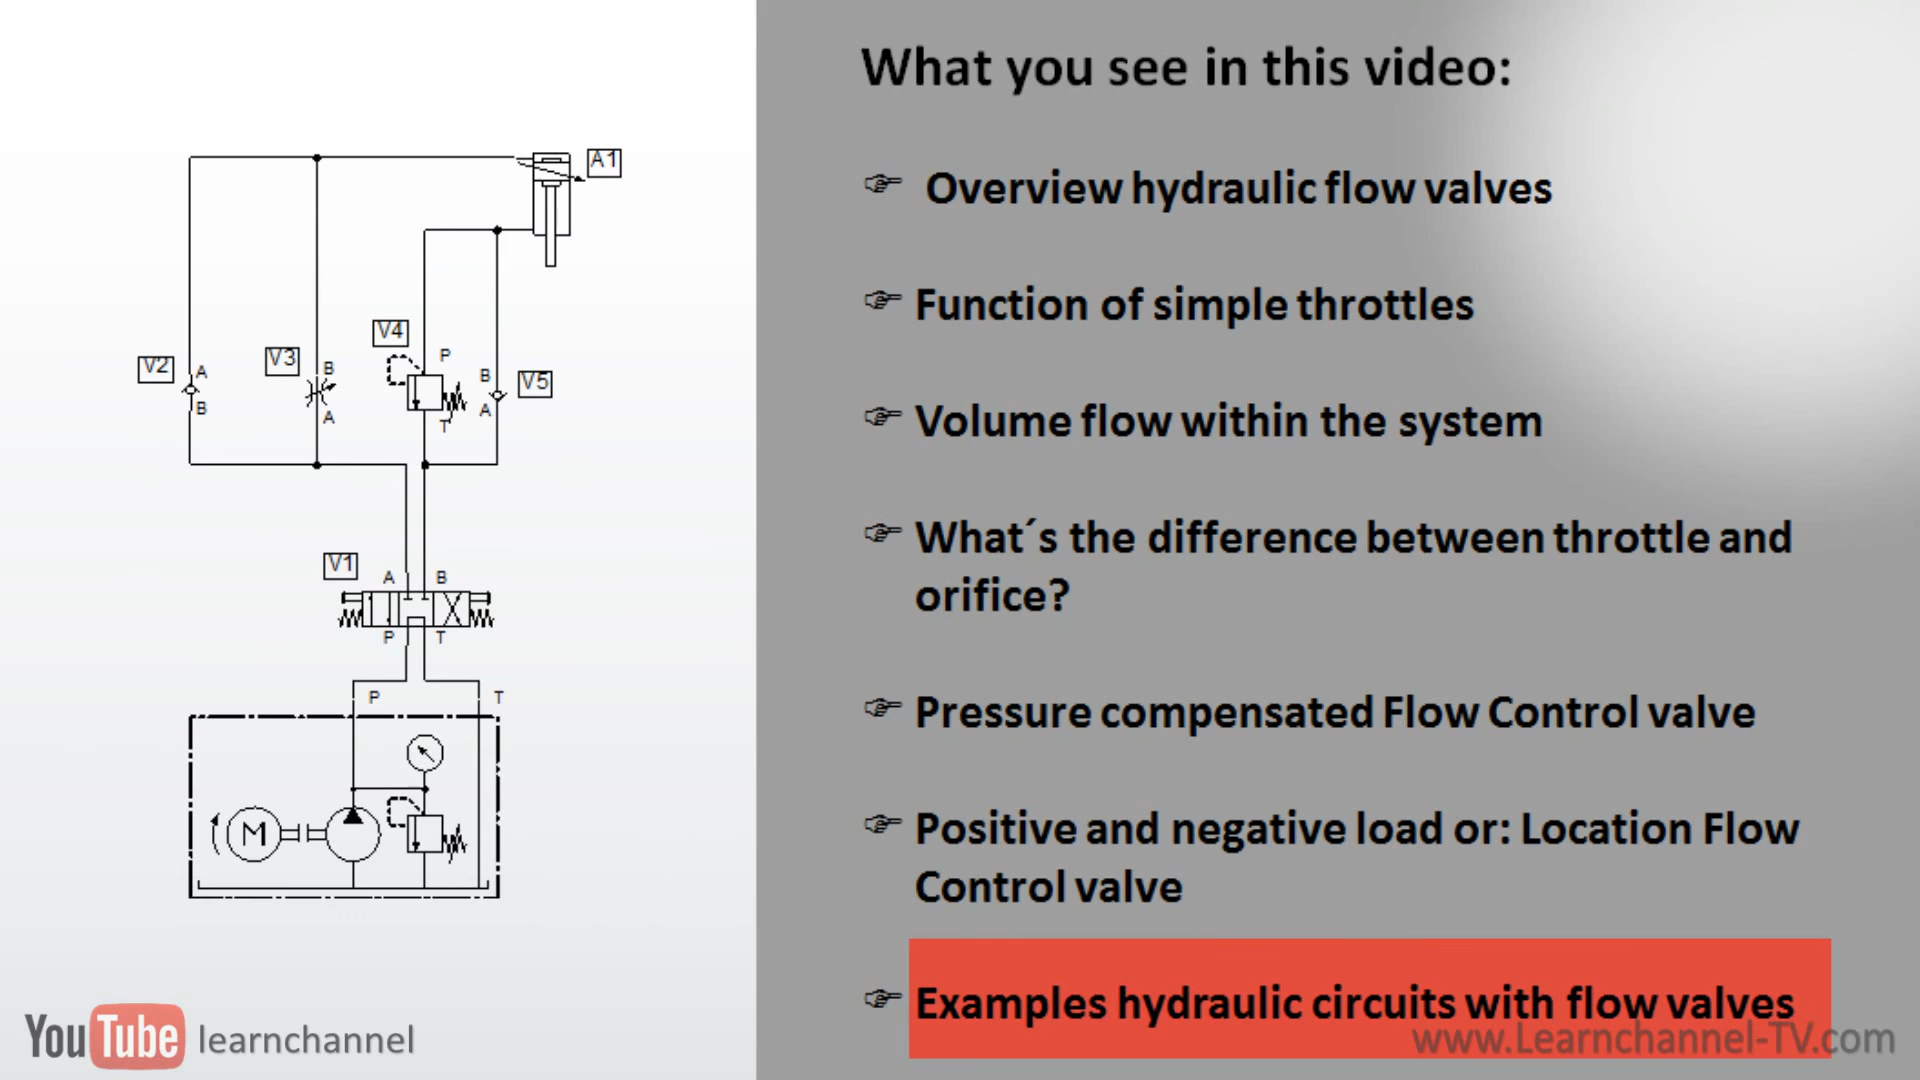 What you see in this video:
A1
Overview hydraulic flow valves
Function of simple throttles
V4
V3
P
V2
A
B
B
V5
B
A
A
T
Volume flow within the system
What´s the difference between throttle and
orifice?
V1
A
B
P
T
P
T
Pressure compensated Flow Control valve
M
Positive and negative load or: Location Flow
Control valve
Examples hydraulic circuits with flow valves
YouTube learnchannel
www.Learnchannel-TV.com